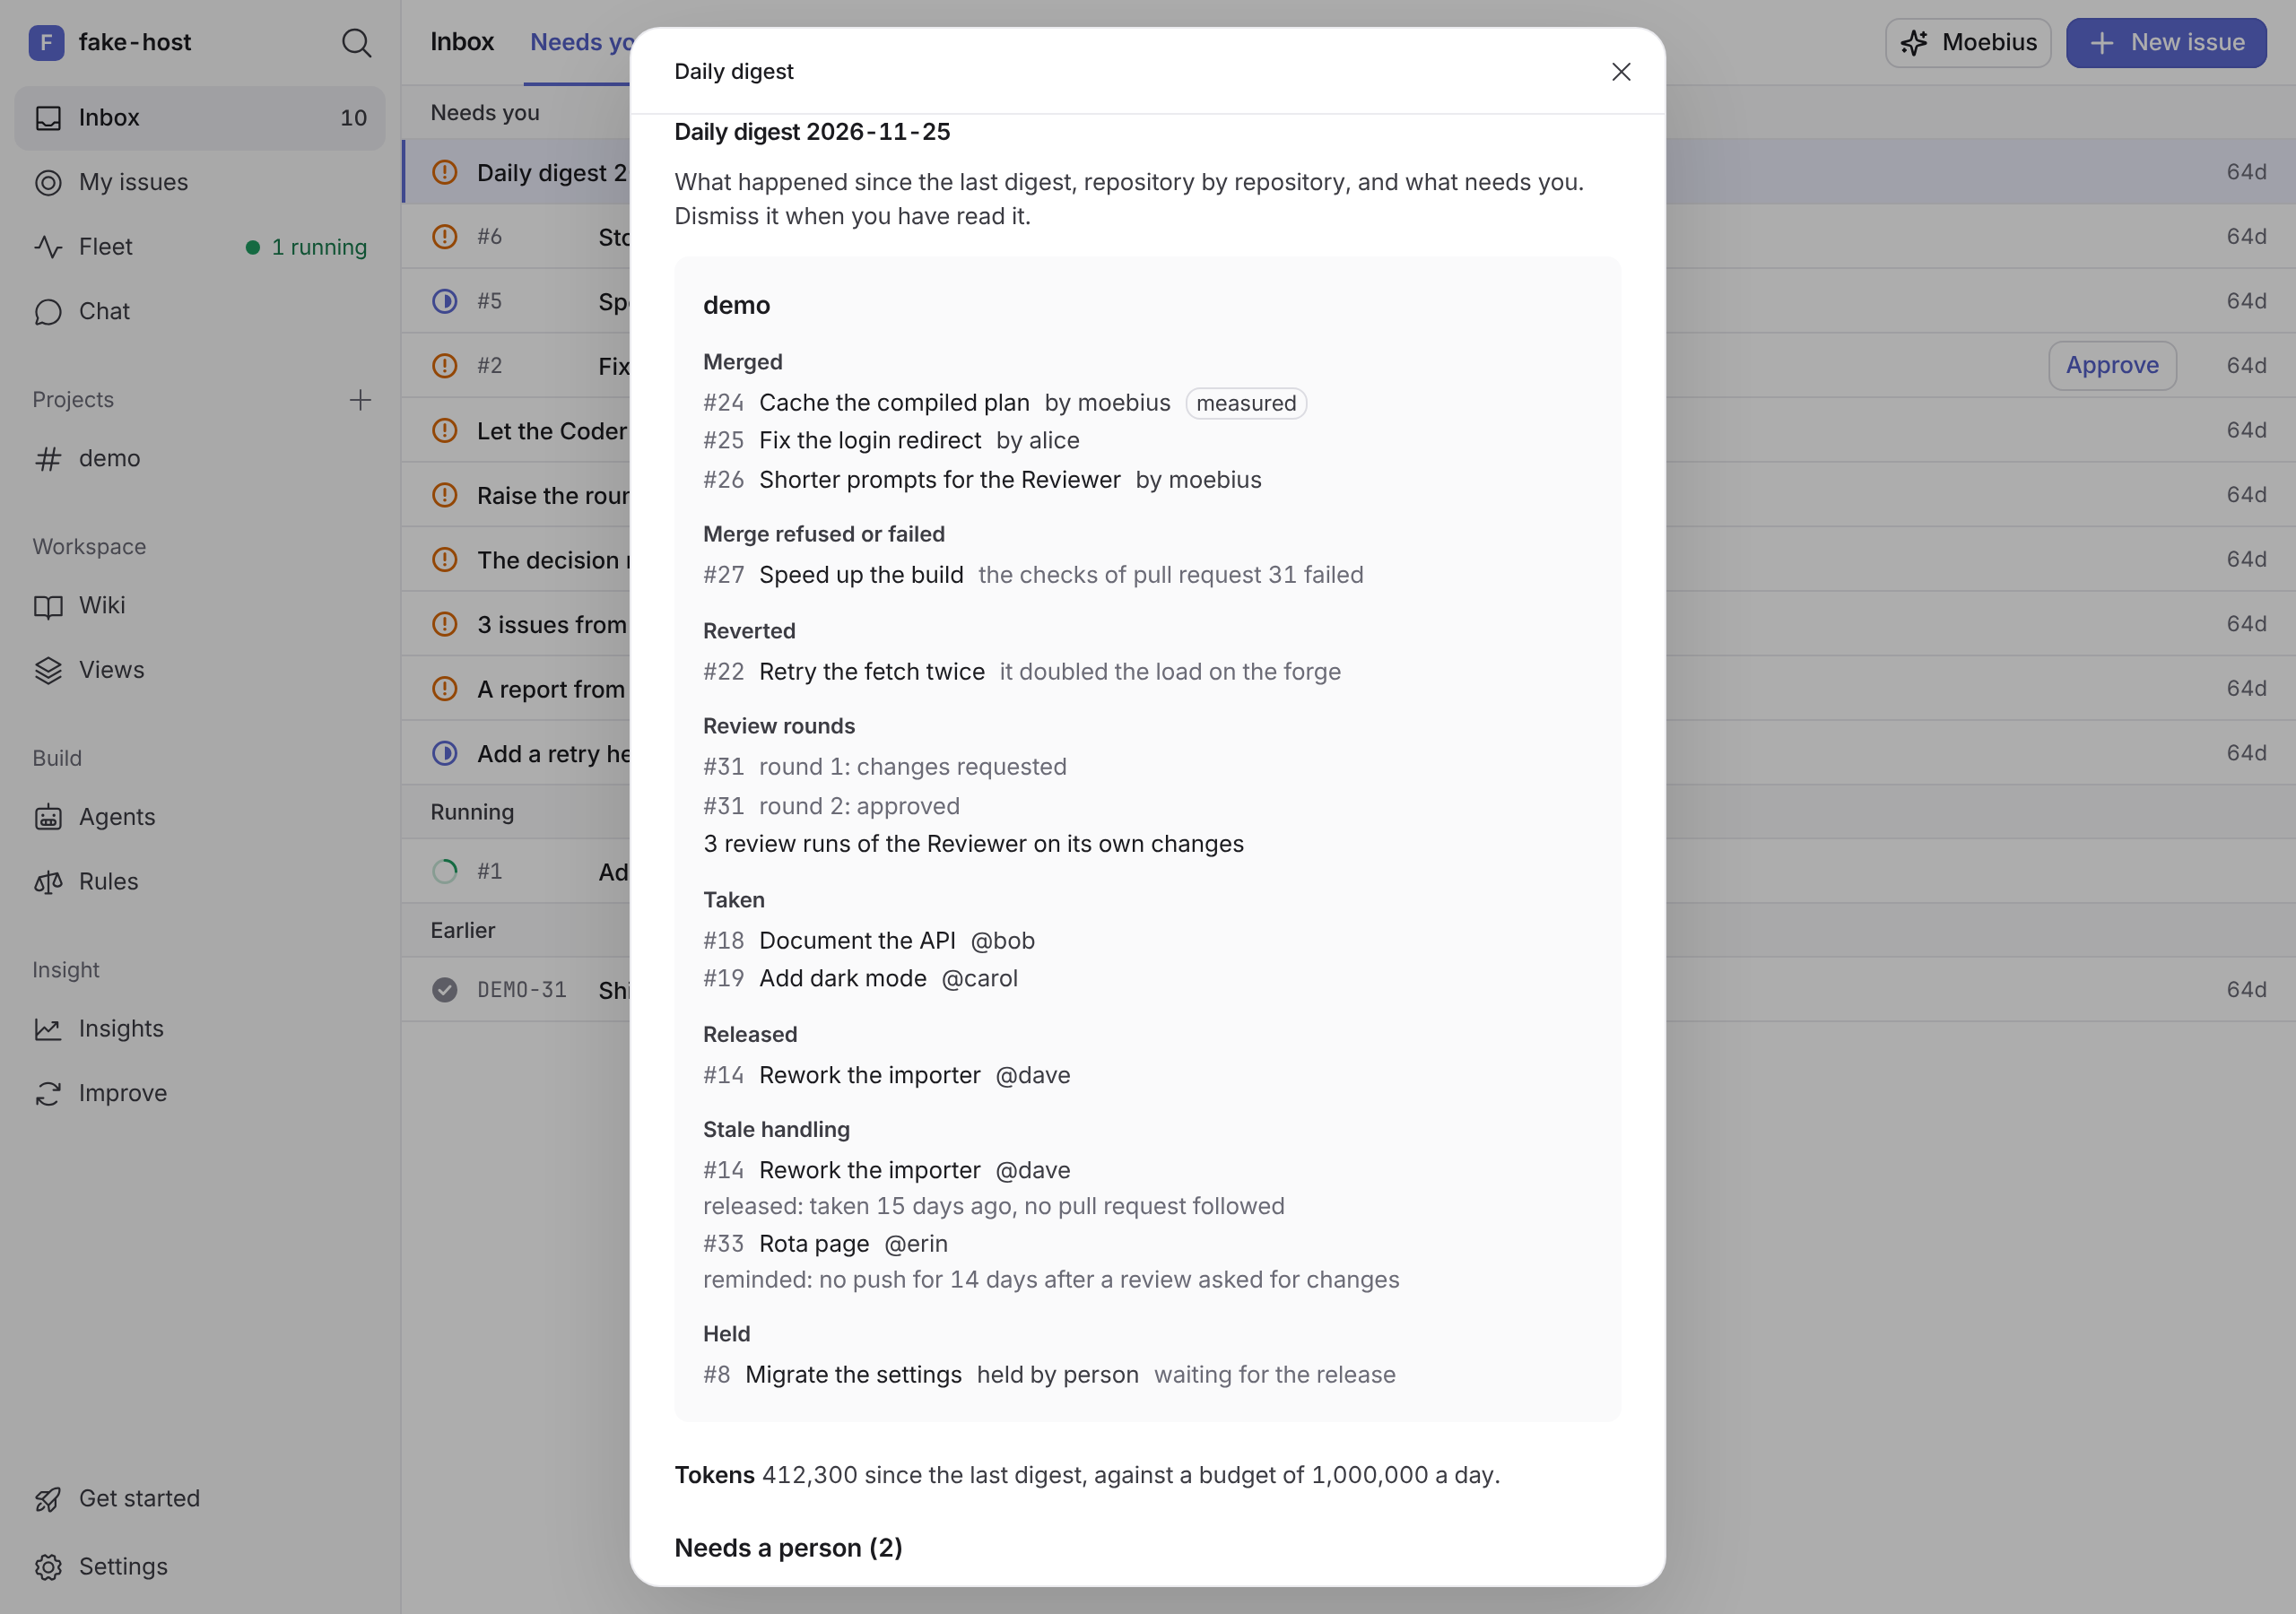 F fake-host
Inbox 10
My issues
Fleet 1 running
Chat
Projects
demo
Workspace
Wiki
Views
Build
Agents
Rules
Insight
Insights
Improve
Get started
Settings
Inbox Needs yo
Moebius
New issue
Needs you
Daily digest 2 64d
#6 Sto 64d
#5 Sp 64d
#2 Fix Approve 64d
Let the Coder 64d
Raise the rou 64d
The decision 64d
3 issues from 64d
A report from 64d
Add a retry he 64d
Running
#1 Ad
Earlier
DEMO-31 Shi 64d
Daily digest
Daily digest 2026-11-25
What happened since the last digest, repository by repository, and what needs you.
Dismiss it when you have read it.
demo
Merged
#24 Cache the compiled plan by moebius measured
#25 Fix the login redirect by alice
#26 Shorter prompts for the Reviewer by moebius
Merge refused or failed
#27 Speed up the build the checks of pull request 31 failed
Reverted
#22 Retry the fetch twice it doubled the load on the forge
Review rounds
#31 round 1: changes requested
#31 round 2: approved
3 review runs of the Reviewer on its own changes
Taken
#18 Document the API @bob
#19 Add dark mode @carol
Released
#14 Rework the importer @dave
Stale handling
#14 Rework the importer @dave
released: taken 15 days ago, no pull request followed
#33 Rota page @erin
reminded: no push for 14 days after a review asked for changes
Held
#8 Migrate the settings held by person waiting for the release
Tokens 412,300 since the last digest, against a budget of 1,000,000 a day.
Needs a person (2)